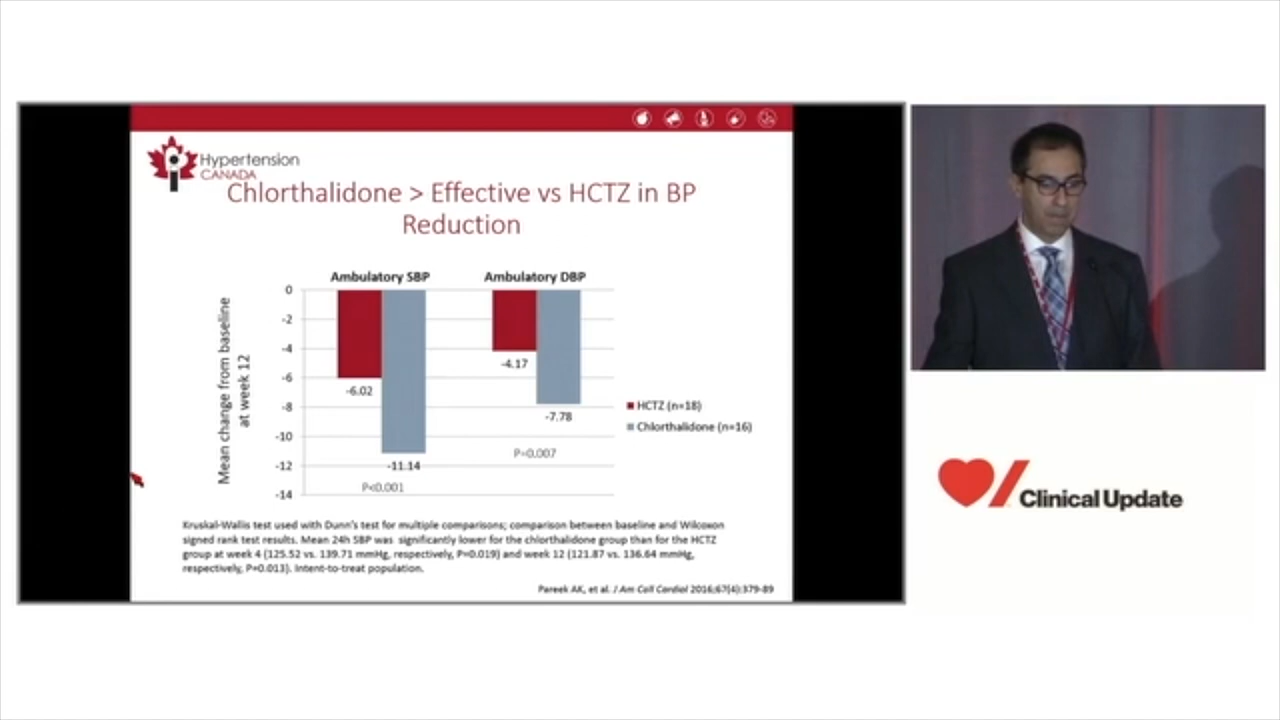 Hypertension
CANADA
Chlorthalidone > Effective vs HCTZ in BP
Reduction
Ambulatory SBP
Ambulatory DBP
Mean change from baseline
at week 12
0
-2
-4
-6
-8
-10
-12
-14
-6.02
-11.14
P<0.001
-4.17
-7.78
P=0.007
HCTZ (n=18)
Chlorthalidone (n=16)
Kruskal-Wallis test used with Dunn's test for multiple comparisons; comparison between baseline and Wilcoxon
signed rank test results. Mean 24h SBP was significantly lower for the chlorthalidone group than for the HCTZ
group at week 4 (125.52 vs. 139.71 mmHg, respectively, P=0.019) and week 12 (121.87 vs. 136.64 mmHg,
respectively, P=0.013). Intent-to-treat population.
Pareek AK, et al. J Am Coll Cardiol 2016;67(4):379-89
Clinical Update